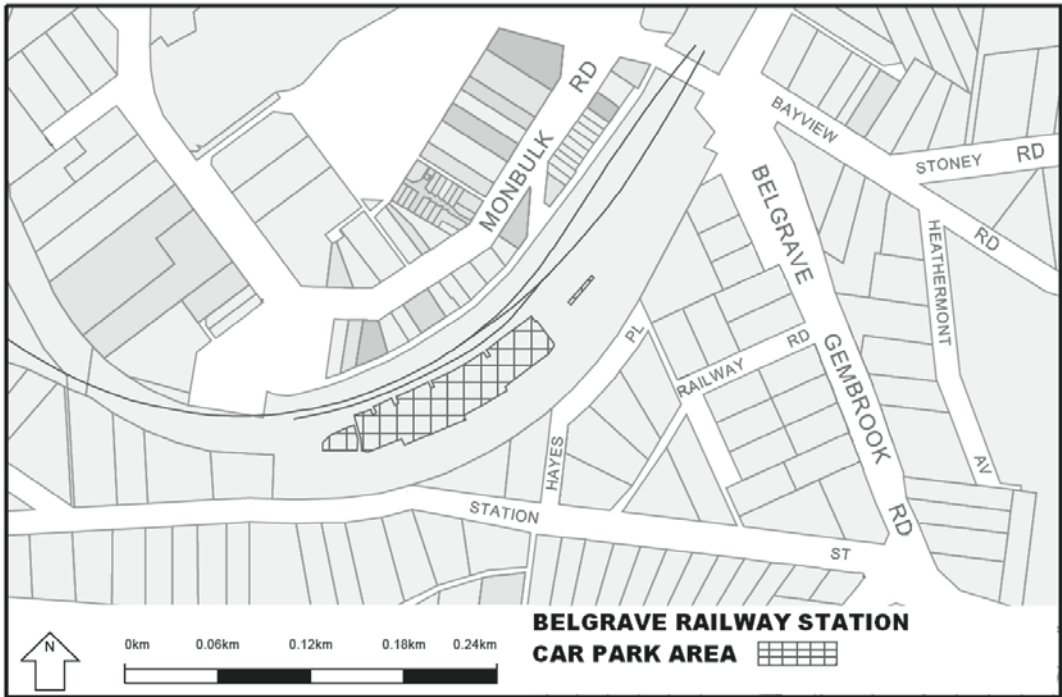 MONBULK RD
BAYVIEW RD
STONEY RD
BELGRAVE GEMBROOK RD
HEATHERMONT AV
RAILWAY RD
HAYES PL
STATION ST
N
0km 0.06km 0.12km 0.18km 0.24km
BELGRAVE RAILWAY STATION
CAR PARK AREA